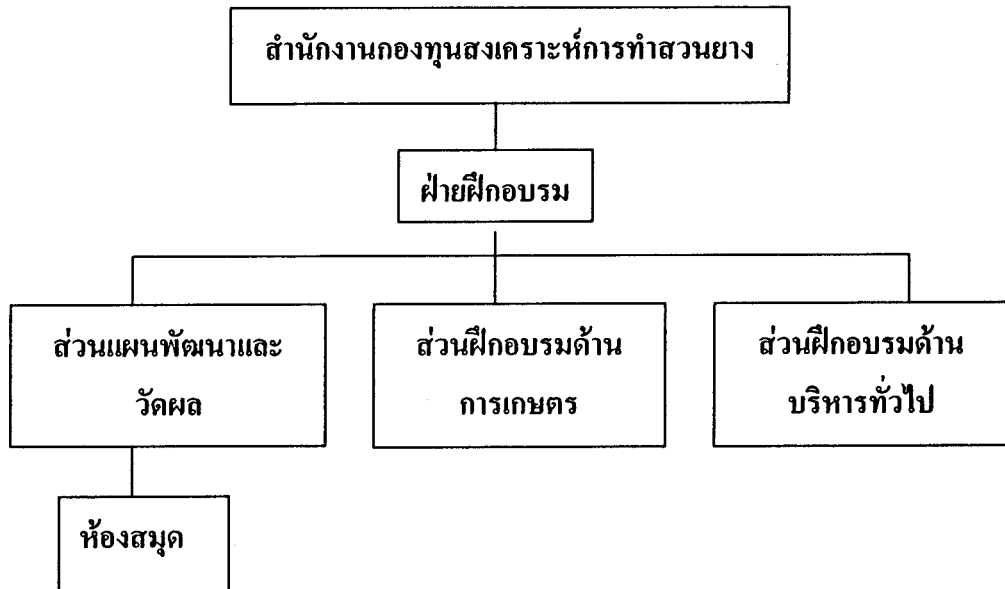 สำนักงานกองทุนสงเคราะห์การทำสวนยาง
ฝ่ายฝึกอบรม
ส่วนแผนพัฒนาและ
วัดผล
ส่วนฝึกอบรมด้าน
การเกษตร
ส่วนฝึกอบรมด้าน
บริหารทั่วไป
ห้องสมุด